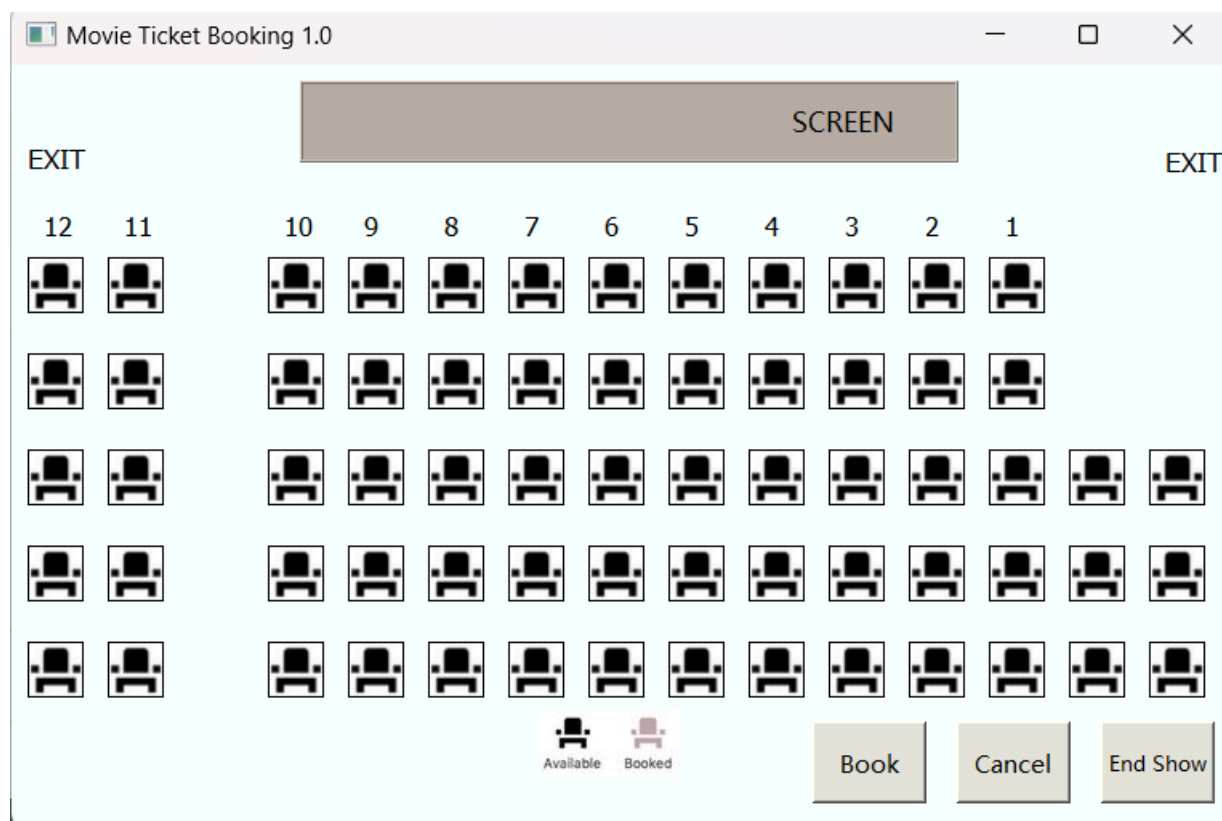 Movie Ticket Booking 1.0
SCREEN
EXIT
EXIT
12 11 10 9 8 7 6 5 4 3 2 1
Available Booked
Book Cancel End Show